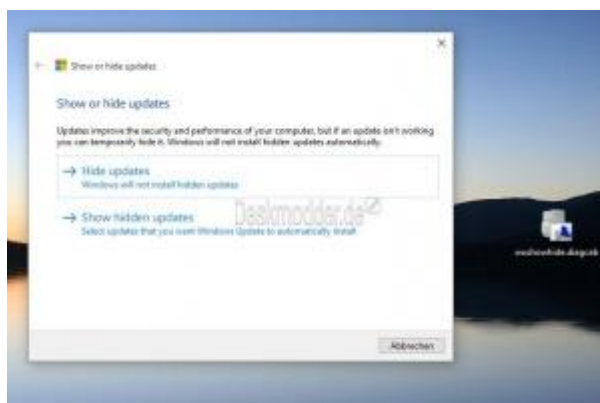 Show or hide updates
Show or hide updates
Updates improve the security and performance of your computer, but if an update isn't working
you can temporarily hide it. Windows will not install hidden updates automatically.
→ Hide updates
Windows will not install hidden updates
→ Show hidden updates
Select updates that you want Windows Update to automatically install
Deskmodder.de
wushowhide.diagcab
Abbrechen